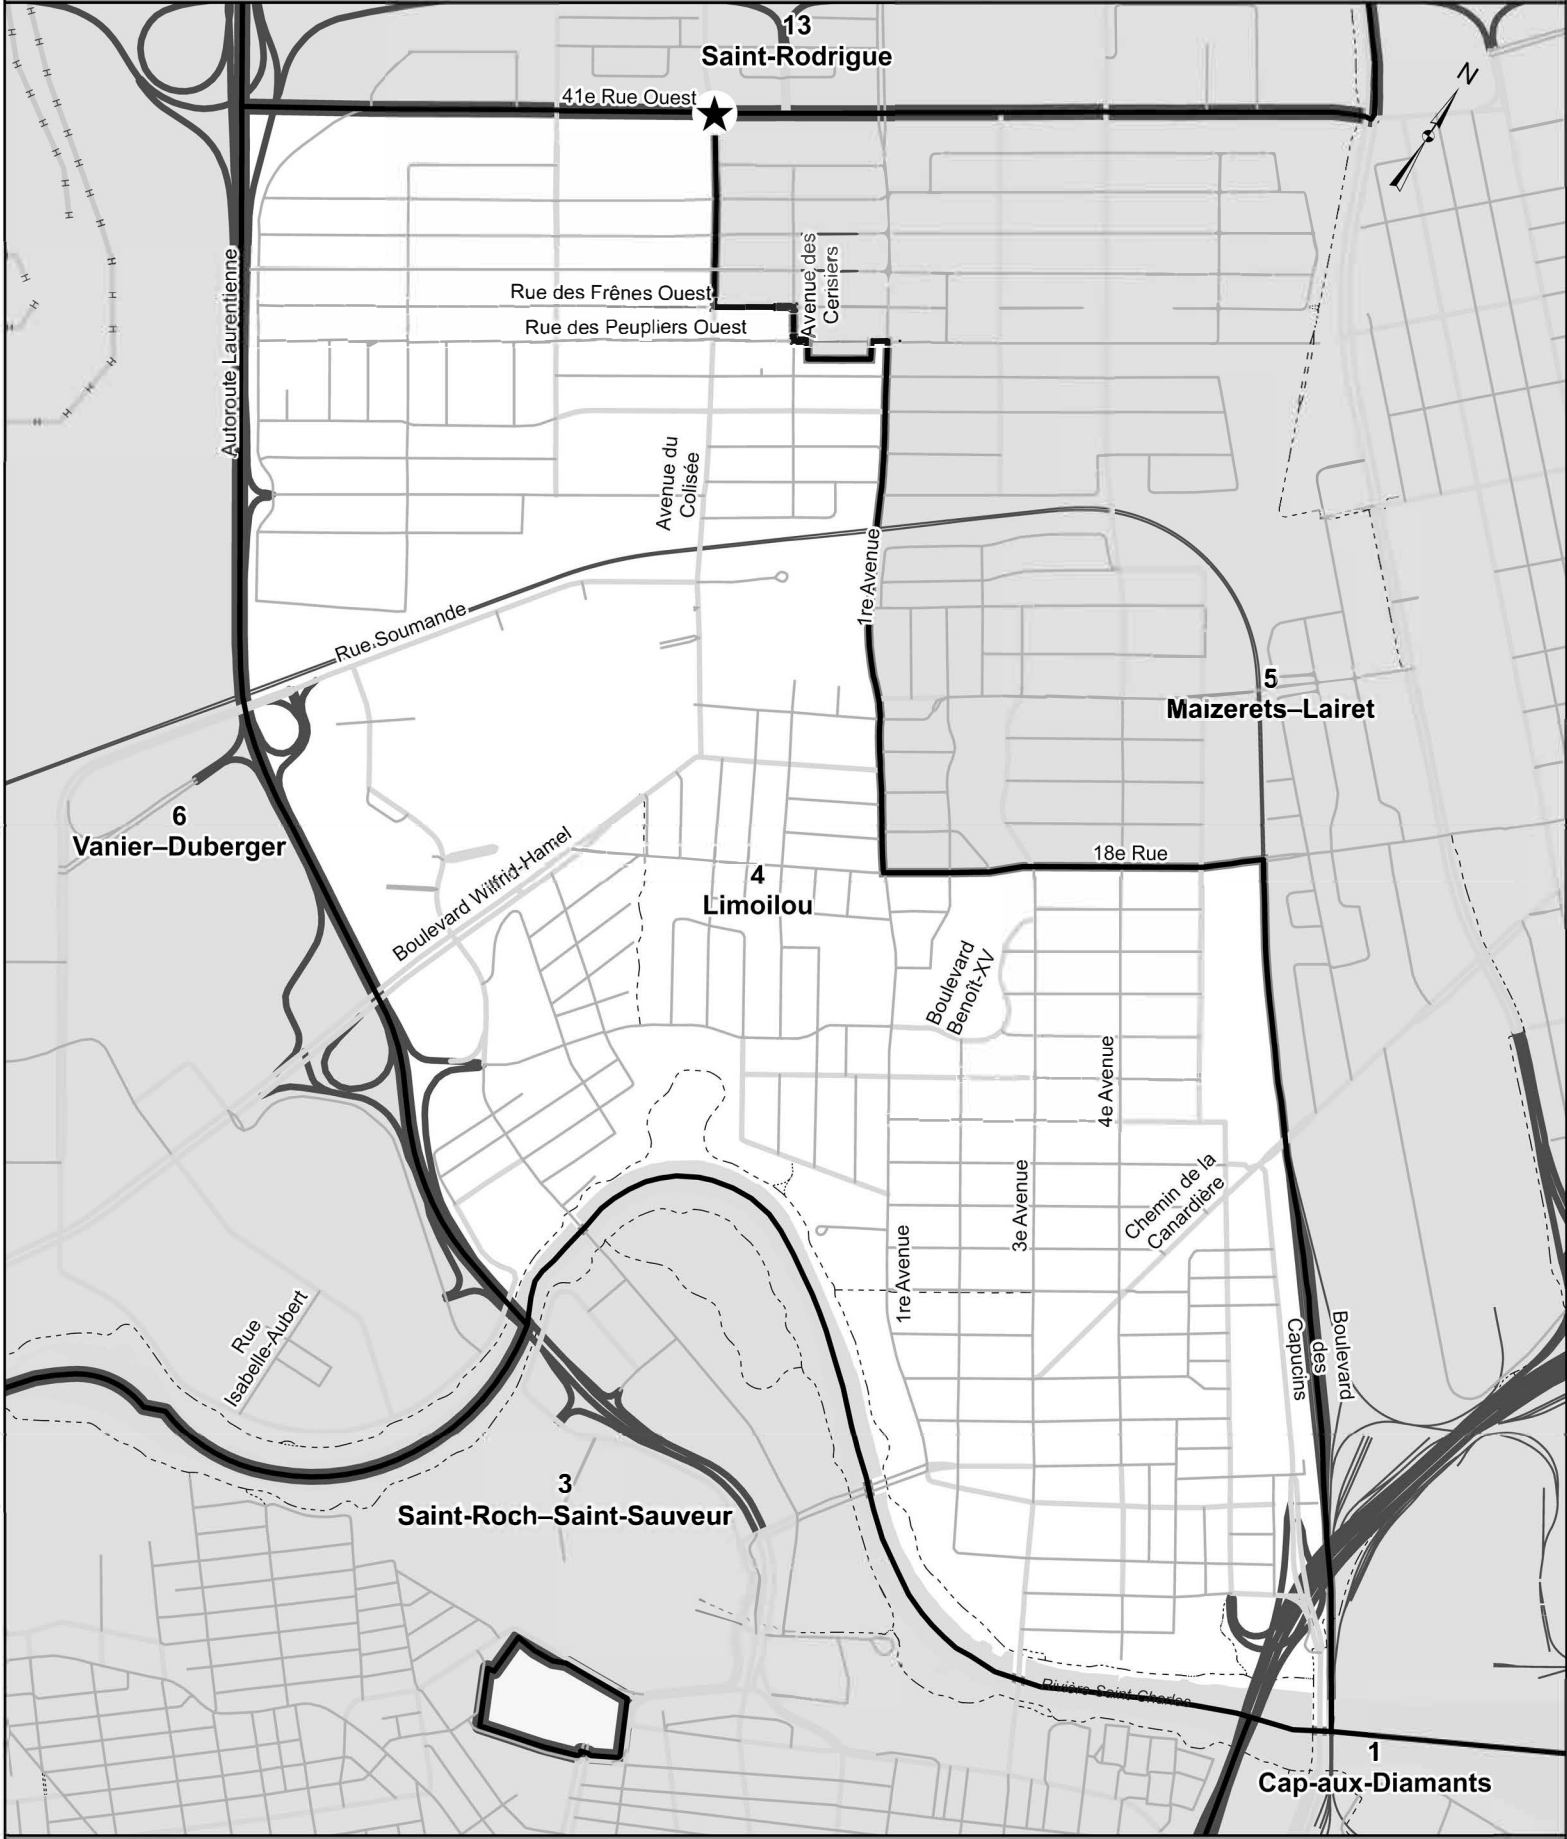 13
Saint-Rodrigue
41e Rue Ouest
N
Avenue des
Cerisiers
Rue des Frênes Ouest
Rue des Peupliers Ouest
Autoroute Laurentienne
Avenue du
Colisée
1re Avenue
Rue Soumande
5
Maizerets–Lairet
6
Vanier–Duberger
Boulevard Wilfrid-Hamel
18e Rue
4
Limoilou
Boulevard
Benoît-XV
4e Avenue
3e Avenue
Chemin de la
Canardière
1re Avenue
Rue
Isabelle-Aubert
Boulevard
des
Capucins
3
Saint-Roch–Saint-Sauveur
Rivière Saint-Charles
1
Cap-aux-Diamants